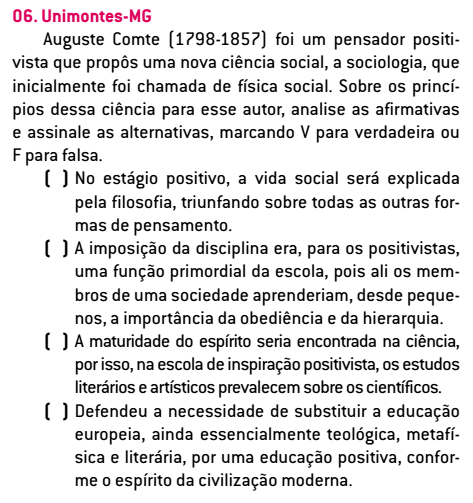 06. Unimontes-MG
Auguste Comte (1798-1857) foi um pensador positi-
vista que propôs uma nova ciência social, a sociologia, que
inicialmente foi chamada de física social. Sobre os princí-
pios dessa ciência para esse autor, analise as afirmativas
e assinale as alternativas, marcando V para verdadeira ou
F para falsa.
( ) No estágio positivo, a vida social será explicada
pela filosofia, triunfando sobre todas as outras for-
mas de pensamento.
( ) A imposição da disciplina era, para os positivistas,
uma função primordial da escola, pois ali os mem-
bros de uma sociedade aprenderiam, desde peque-
nos, a importância da obediência e da hierarquia.
( ) A maturidade do espírito seria encontrada na ciência,
por isso, na escola de inspiração positivista, os estudos
literários e artísticos prevalecem sobre os científicos.
( ) Defendeu a necessidade de substituir a educação
europeia, ainda essencialmente teológica, metafí-
sica e literária, por uma educação positiva, confor-
me o espírito da civilização moderna.